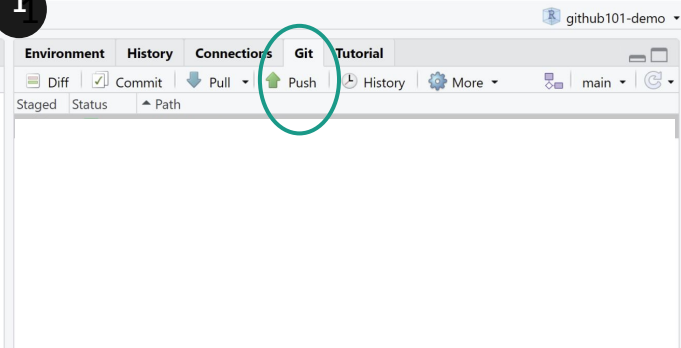 1
R github101-demo
Environment History Connections Git Tutorial
Diff Commit Pull Push History More main
Staged Status Path